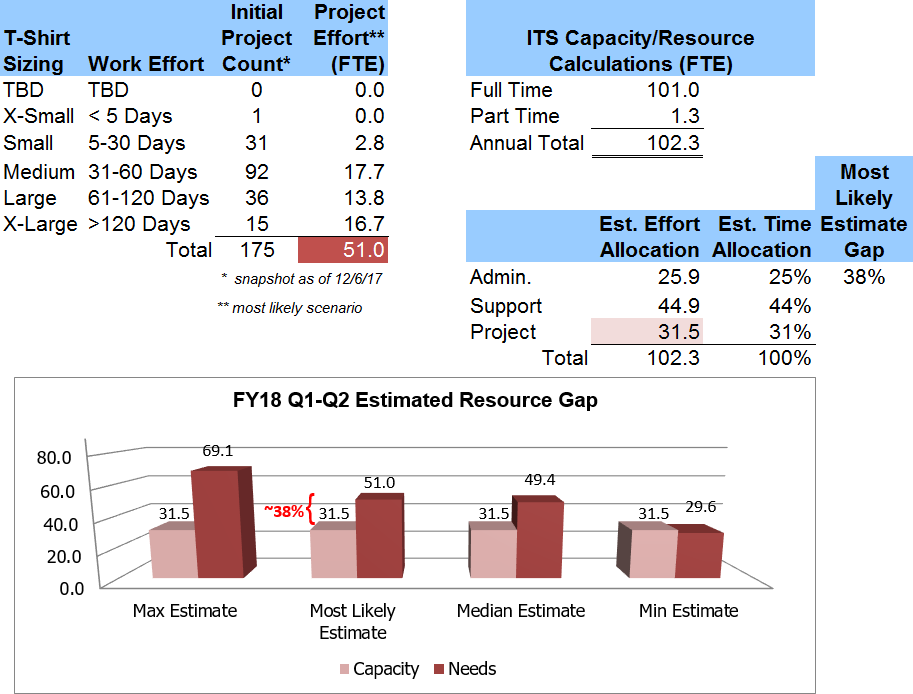 T-Shirt Sizing Work Effort Initial Project Count* Project Effort** (FTE)
TBD TBD 0 0.0
X-Small < 5 Days 1 0.0
Small 5-30 Days 31 2.8
Medium 31-60 Days 92 17.7
Large 61-120 Days 36 13.8
X-Large >120 Days 15 16.7
Total 175 51.0
* snapshot as of 12/6/17
** most likely scenario
ITS Capacity/Resource
Calculations (FTE)
Full Time 101.0
Part Time 1.3
Annual Total 102.3
Est. Effort Allocation Est. Time Allocation Most Likely Estimate Gap
Admin. 25.9 25% 38%
Support 44.9 44%
Project 31.5 31%
Total 102.3 100%
FY18 Q1-Q2 Estimated Resource Gap
80.0
60.0
40.0
20.0
0.0
31.5 69.1
~38% { 31.5 51.0
31.5 49.4
31.5 29.6
Max Estimate
Most Likely
Estimate
Median Estimate
Min Estimate
Capacity Needs